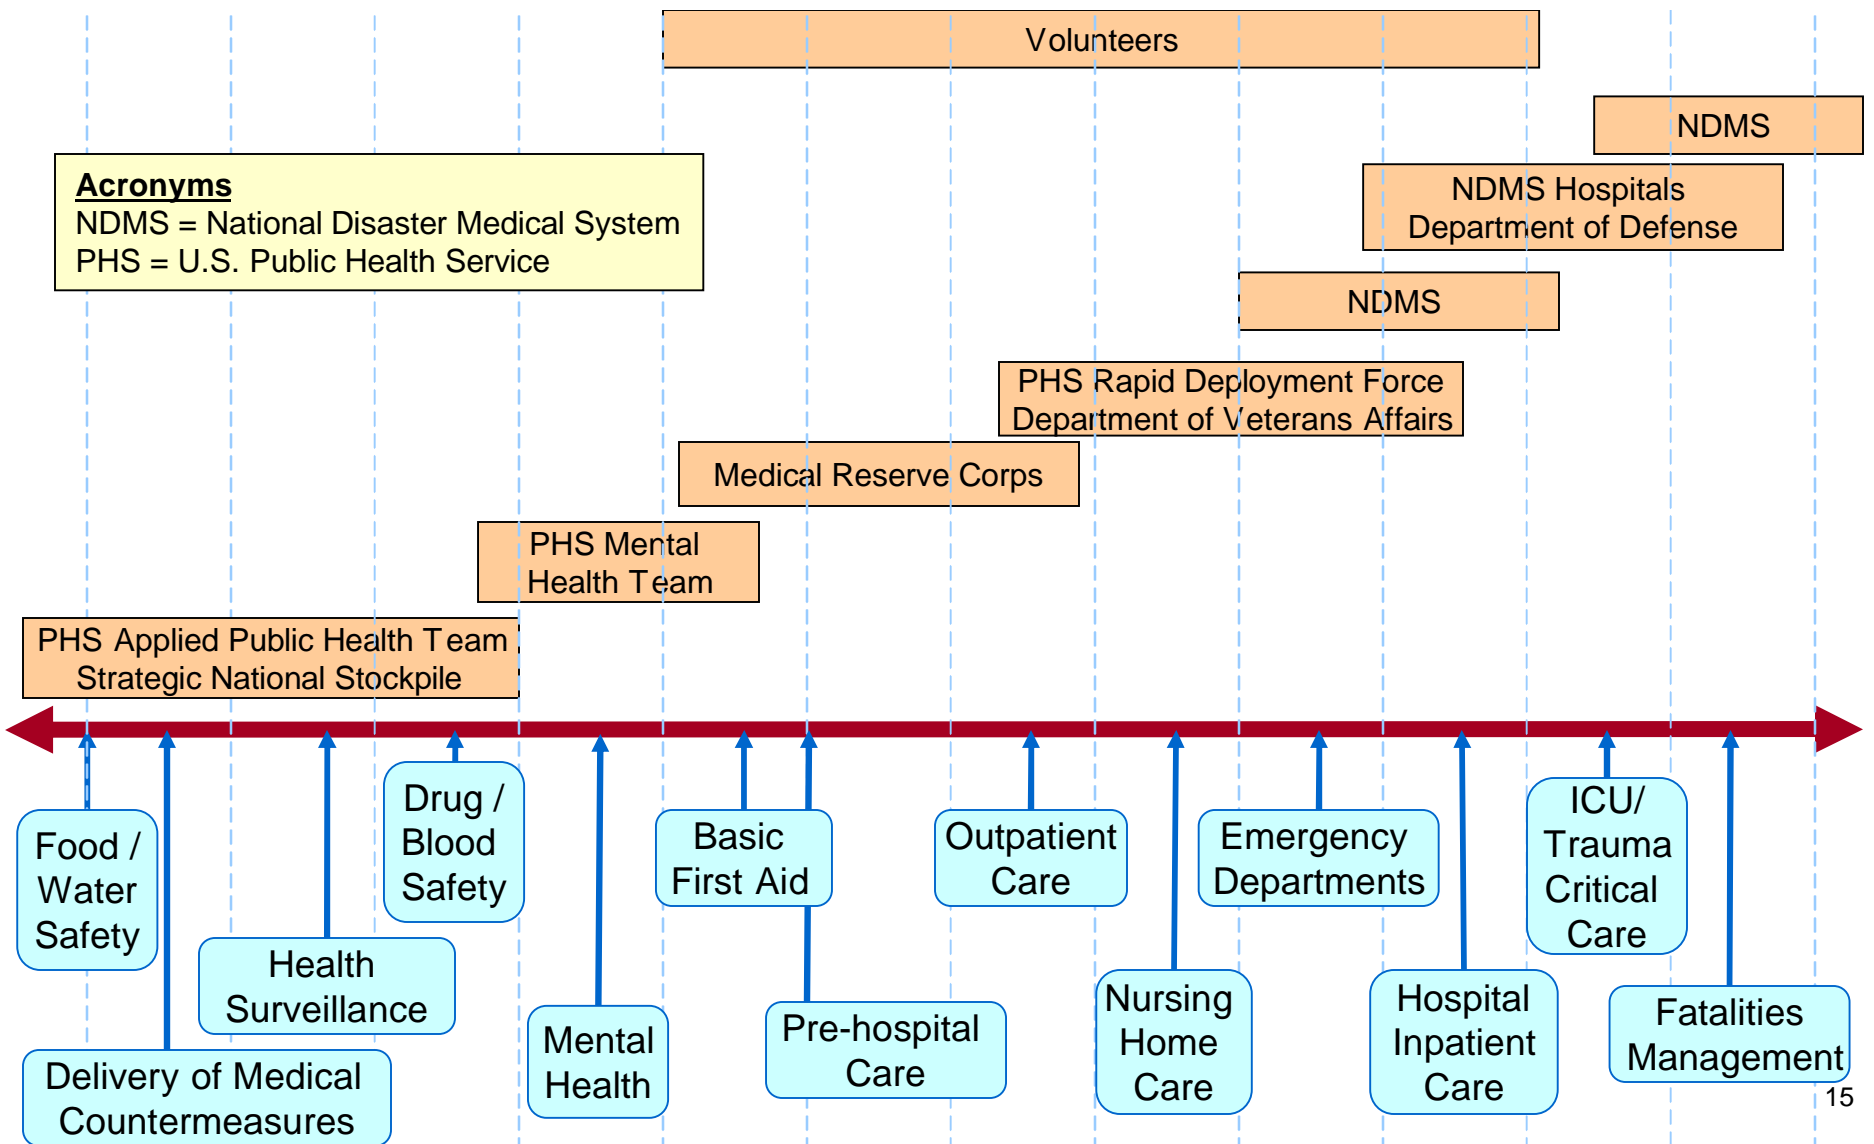 Volunteers
NDMS
Acronyms
NDMS = National Disaster Medical System
PHS = U.S. Public Health Service
NDMS Hospitals
Department of Defense
NDMS
PHS Rapid Deployment Force
Department of Veterans Affairs
Medical Reserve Corps
PHS Mental
Health Team
PHS Applied Public Health Team
Strategic National Stockpile
Food /
Water
Safety
Delivery of Medical
Countermeasures
Health
Surveillance
Drug /
Blood
Safety
Mental
Health
Basic
First Aid
Pre-hospital
Care
Outpatient
Care
Nursing
Home
Care
Emergency
Departments
Hospital
Inpatient
Care
ICU/
Trauma
Critical
Care
Fatalities
Management
15